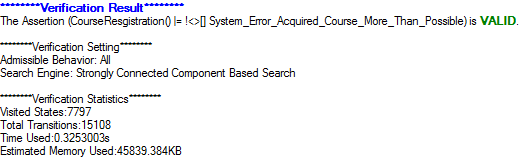 ********Verification Result********
The Assertion (CourseResgistration() |= !<>[] System_Error_Acquired_Course_More_Than_Possible) is VALID.
********Verification Setting********
Admissible Behavior: All
Search Engine: Strongly Connected Component Based Search
********Verification Statistics********
Visited States:7797
Total Transitions:15108
Time Used:0.3253003s
Estimated Memory Used:45839.384KB